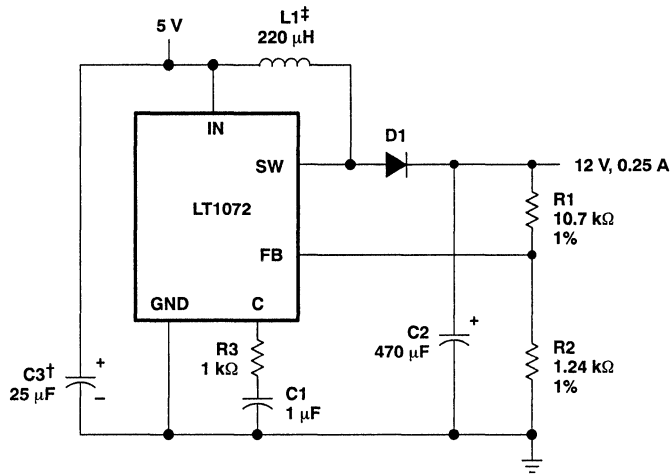 5 V
L1‡
220 μH
IN
SW
LT1072
FB
GND
C
D1
12 V, 0.25 A
R1
10.7 kΩ
1%
R2
1.24 kΩ
1%
C2
470 μF
+
R3
1 kΩ
C1
1 μF
C3†
25 μF
+
–